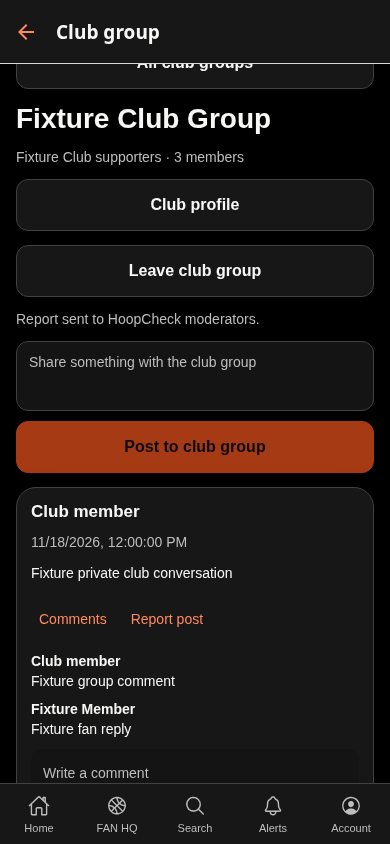 Club group
All club groups
Fixture Club Group
Fixture Club supporters · 3 members
Club profile
Leave club group
Report sent to HoopCheck moderators.
Share something with the club group
Post to club group
Club member
11/18/2026, 12:00:00 PM
Fixture private club conversation
Comments Report post
Club member
Fixture group comment
Fixture Member
Fixture fan reply
Write a comment
Home FAN HQ Search Alerts Account